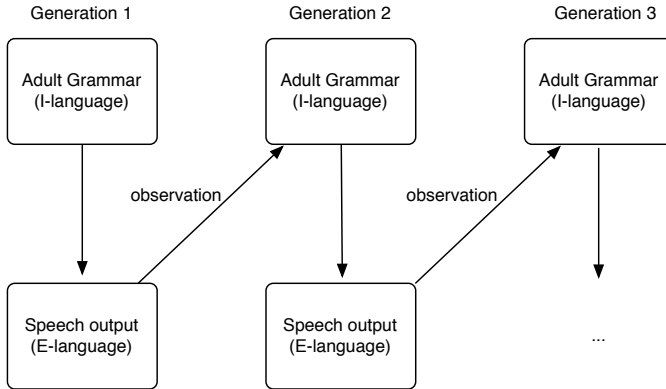 Generation 1
Generation 2
Generation 3
Adult Grammar
(I-language)
Adult Grammar
(I-language)
Adult Grammar
(I-language)
observation
observation
Speech output
(E-language)
Speech output
(E-language)
...